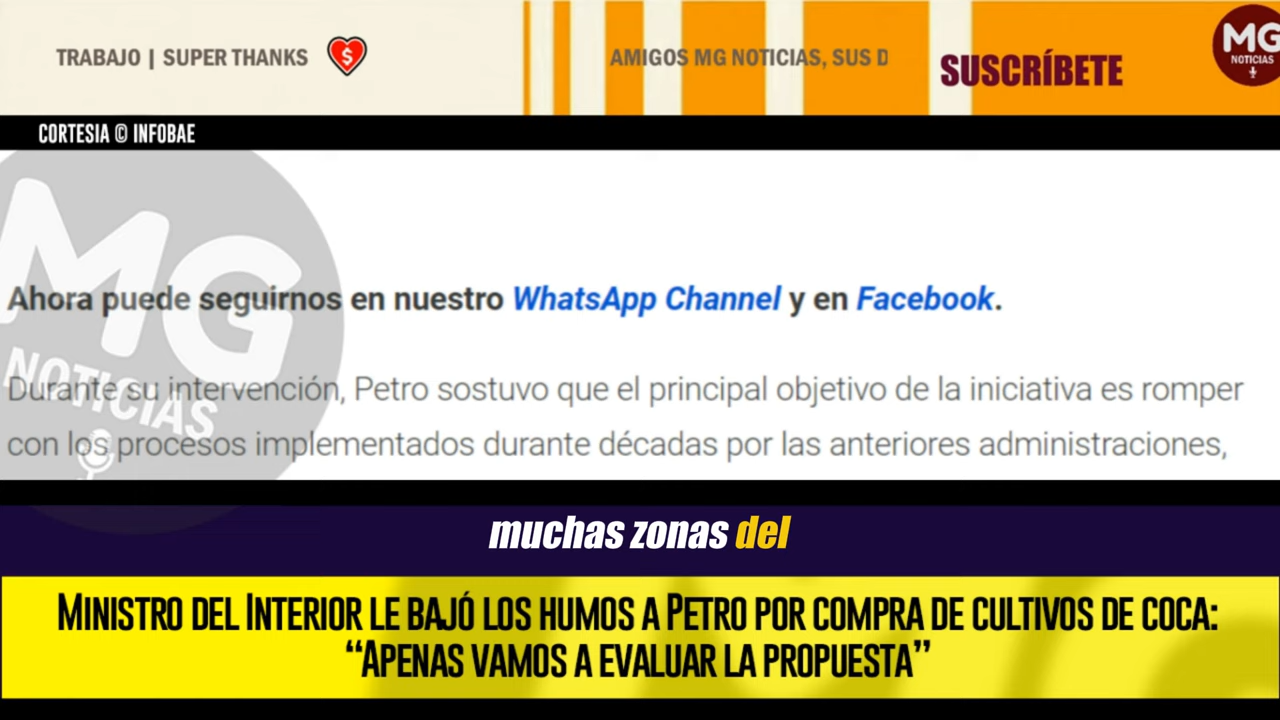 TRABAJO | SUPER THANKS
AMIGOS MG NOTICIAS, SUS D
SUSCRÍBETE
MG
NOTICIAS
CORTESIA © INFOBAE
MG
NOTICIAS
Ahora puede seguirnos en nuestro WhatsApp Channel y en Facebook.
Durante su intervención, Petro sostuvo que el principal objetivo de la iniciativa es romper
con los procesos implementados durante décadas por las anteriores administraciones,
muchas zonas del
MINISTRO DEL INTERIOR LE BAJÓ LOS HUMOS A PETRO POR COMPRA DE CULTIVOS DE COCA:
“APENAS VAMOS A EVALUAR LA PROPUESTA”